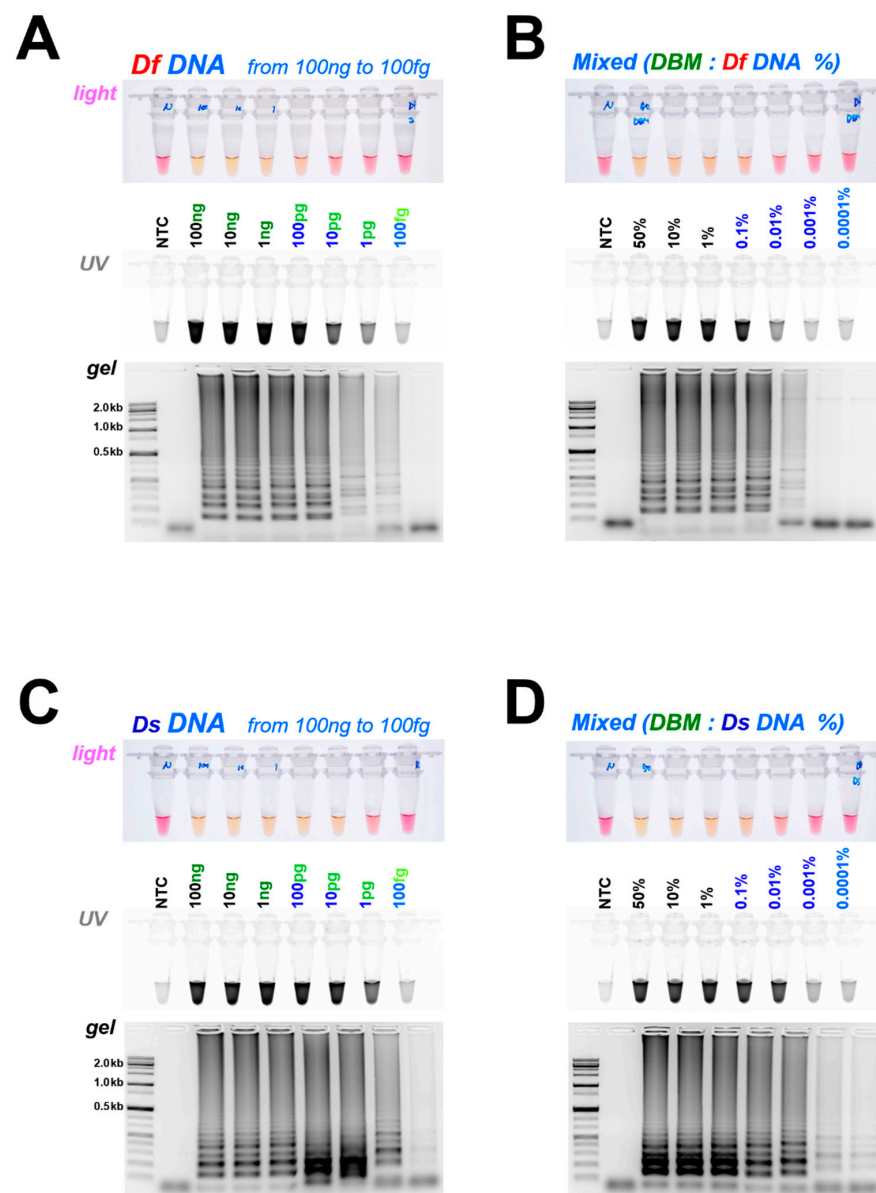 A
Df DNA from 100ng to 100fg
light
NTC 100ng 10ng 1ng 100pg 10pg 1pg 100fg
UV
gel
2.0kb
1.0kb
0.5kb
B
Mixed (DBM : Df DNA %)
NTC 50% 10% 1% 0.1% 0.01% 0.001% 0.0001%
C
Ds DNA from 100ng to 100fg
light
NTC 100ng 10ng 1ng 100pg 10pg 1pg 100fg
UV
gel
2.0kb
1.0kb
0.5kb
D
Mixed (DBM : Ds DNA %)
NTC 50% 10% 1% 0.1% 0.01% 0.001% 0.0001%